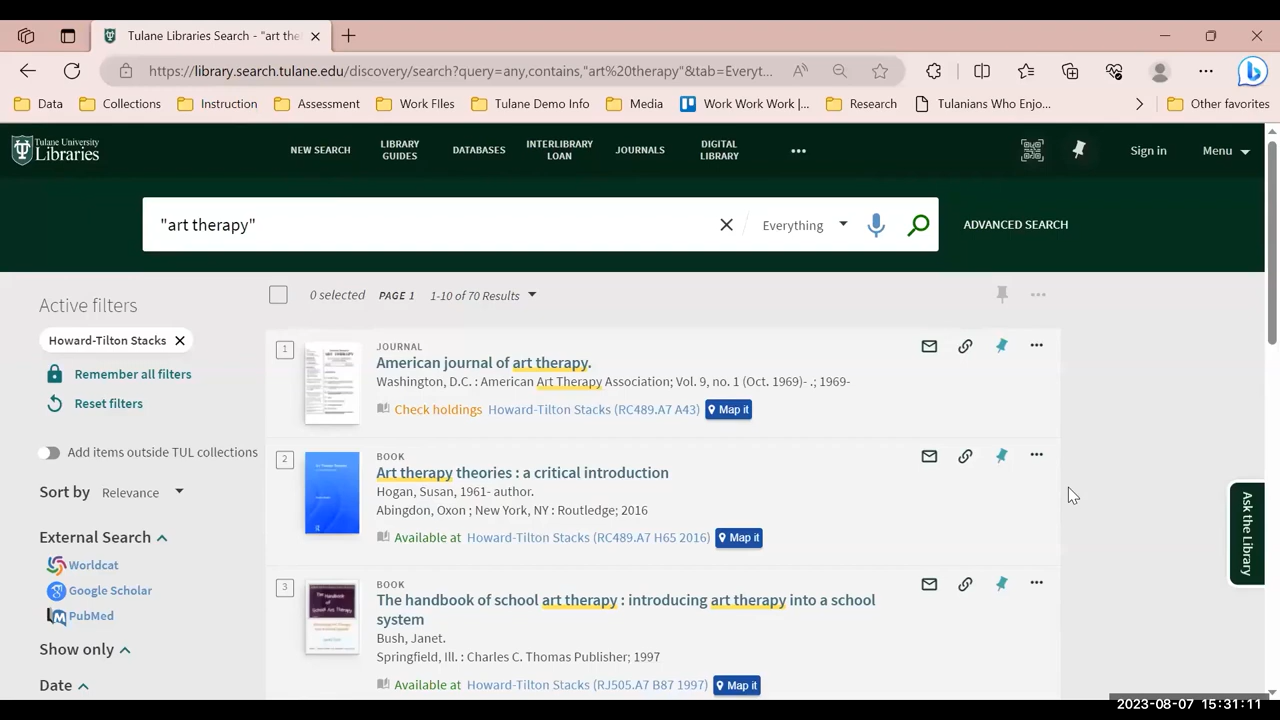 Tulane Libraries Search - "art the
https://library.search.tulane.edu/discovery/search?query=any,contains,"art%20therapy"&tab=Everyt...
Data
Collections
Instruction
Assessment
Work FIles
Tulane Demo Info
Media
Work Work Work |...
Research
Tulanians Who Enjo...
Other favorites
Tulane University
Libraries
NEW SEARCH
LIBRARY
GUIDES
DATABASES
INTERLIBRARY
LOAN
JOURNALS
DIGITAL
LIBRARY
Sign in
Menu
"art therapy"
Everything
ADVANCED SEARCH
Active filters
Howard-Tilton Stacks
Remember all filters
Reset filters
Add items outside TUL collections
Sort by Relevance
External Search
Worldcat
Google Scholar
PubMed
Show only
Date
0 selected PAGE 1 1-10 of 70 Results
1
JOURNAL
American journal of art therapy.
Washington, D.C. : American Art Therapy Association; Vol. 9, no. 1 (Oct. 1969)- .; 1969-
Check holdings Howard-Tilton Stacks (RC489.A7 A43) Map it
2
BOOK
Art therapy theories : a critical introduction
Hogan, Susan, 1961- author.
Abingdon, Oxon ; New York, NY : Routledge; 2016
Available at Howard-Tilton Stacks (RC489.A7 H65 2016) Map it
3
BOOK
The handbook of school art therapy : introducing art therapy into a school
system
Bush, Janet.
Springfield, Ill. : Charles C. Thomas Publisher; 1997
Available at Howard-Tilton Stacks (RJ505.A7 B87 1997) Map it
Ask the Library
2023-08-07 15:31:11